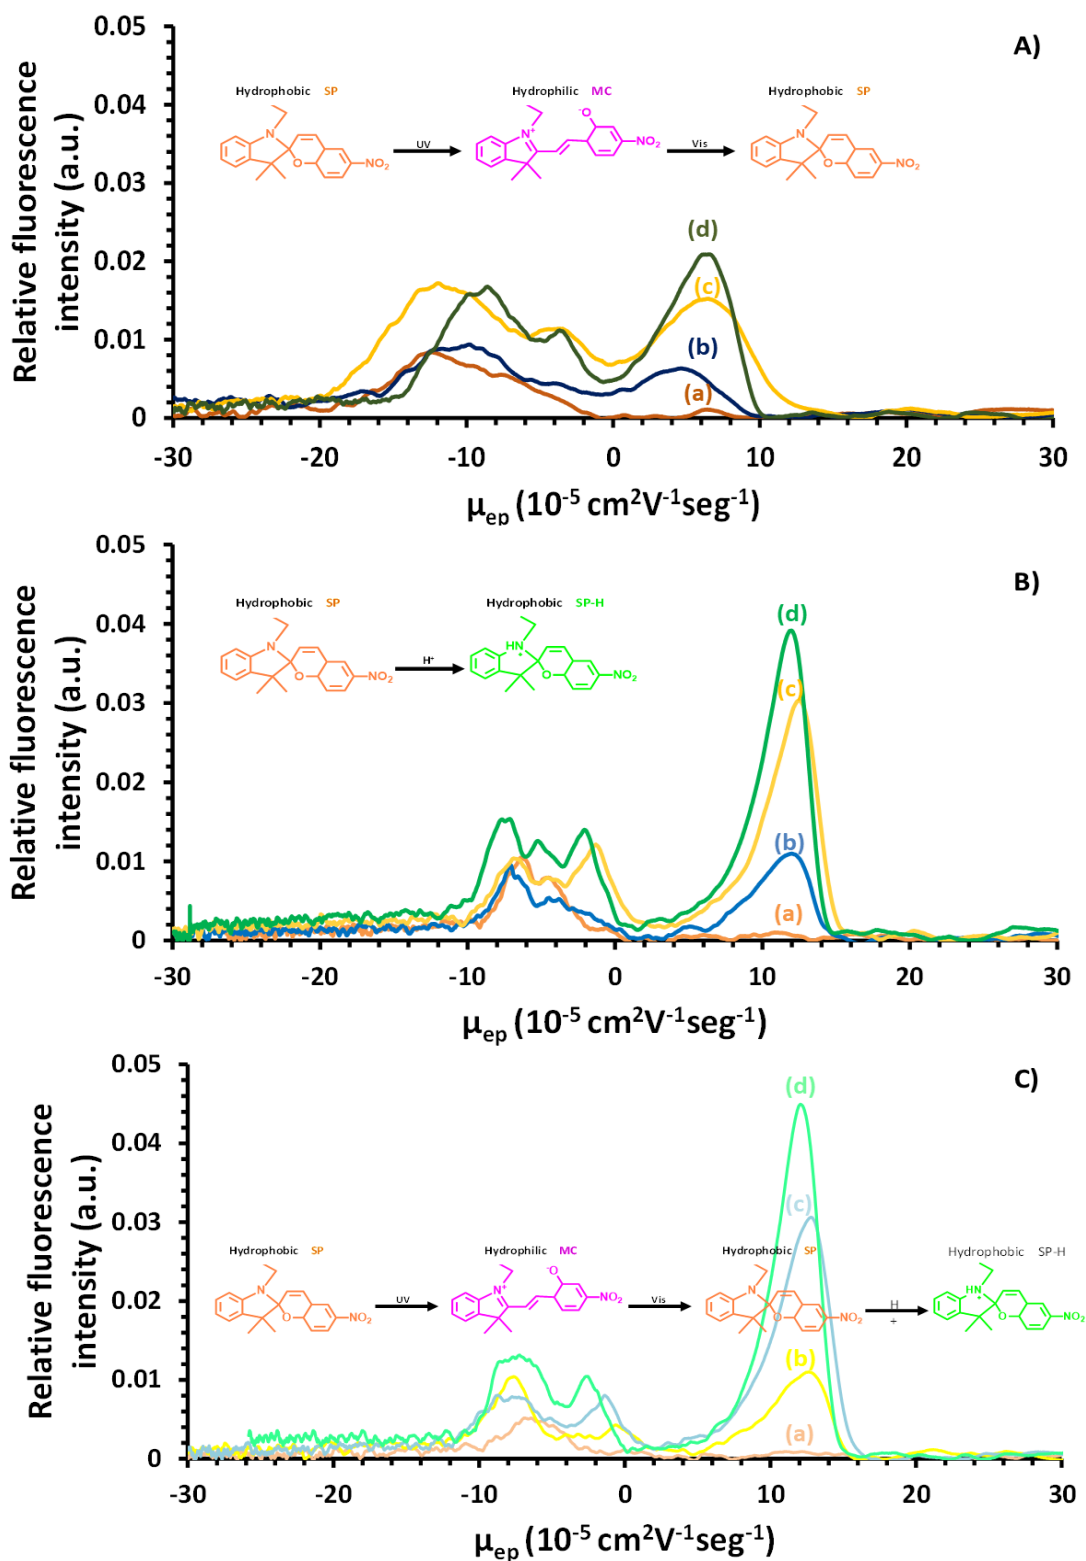 0.05
A)
0.04
Hydrophobic SP
Hydrophilic MC
Hydrophobic SP
N
O
NO₂
UV
N⁺
⁻O
NO₂
Vis
N
O
NO₂
0.03
0.02
0.01
0
(d)
(c)
(b)
(a)
Relative fluorescence
intensity (a.u.)
-30 -20 -10 0 10 20 30
μep (10⁻⁵ cm²V⁻¹seg⁻¹)
0.05
B)
0.04
Hydrophobic SP
Hydrophobic SP-H
N
O
NO₂
H⁺
HN
O
NO₂
0.03
0.02
0.01
0
(d)
(c)
(b)
(a)
Relative fluorescence
intensity (a.u.)
-30 -20 -10 0 10 20 30
μep (10⁻⁵ cm²V⁻¹seg⁻¹)
0.05
C)
0.04
0.03
Hydrophobic SP
Hydrophilic MC
Hydrophobic SP
Hydrophobic SP-H
N
O
NO₂
UV
N⁺
⁻O
NO₂
Vis
N
O
NO₂
H
+
HN
O
NO₂
0.02
0.01
0
(d)
(c)
(b)
(a)
Relative fluorescence
intensity (a.u.)
-30 -20 -10 0 10 20 30
μep (10⁻⁵ cm²V⁻¹seg⁻¹)